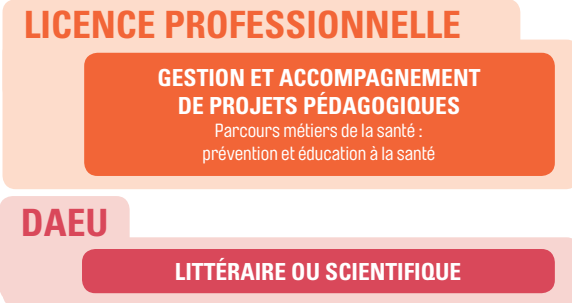 LICENCE PROFESSIONNELLE
GESTION ET ACCOMPAGNEMENT
DE PROJETS PÉDAGOGIQUES
Parcours métiers de la santé :
prévention et éducation à la santé
DAEU
LITTÉRAIRE OU SCIENTIFIQUE